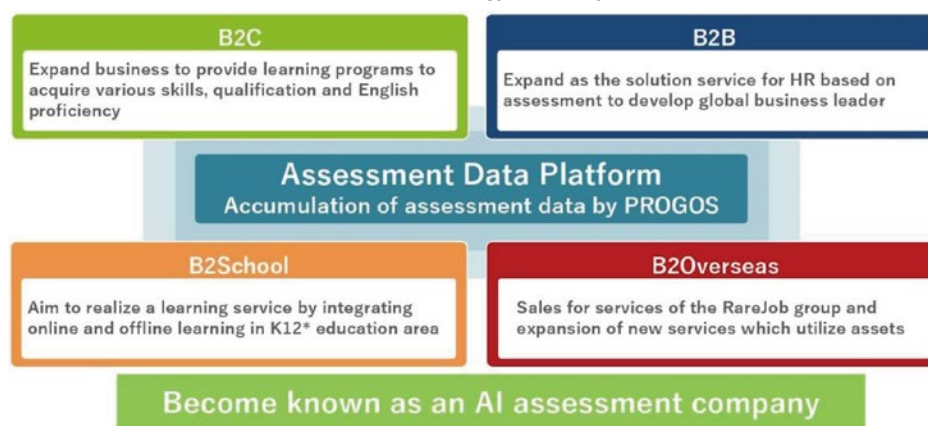 B2C
Expand business to provide learning programs to
acquire various skills, qualification and English
proficiency
B2B
Expand as the solution service for HR based on
assessment to develop global business leader
Assessment Data Platform
Accumulation of assessment data by PROGOS
B2School
Aim to realize a learning service by integrating
online and offline learning in K12* education area
B2Overseas
Sales for services of the RareJob group and
expansion of new services which utilize assets
Become known as an AI assessment company